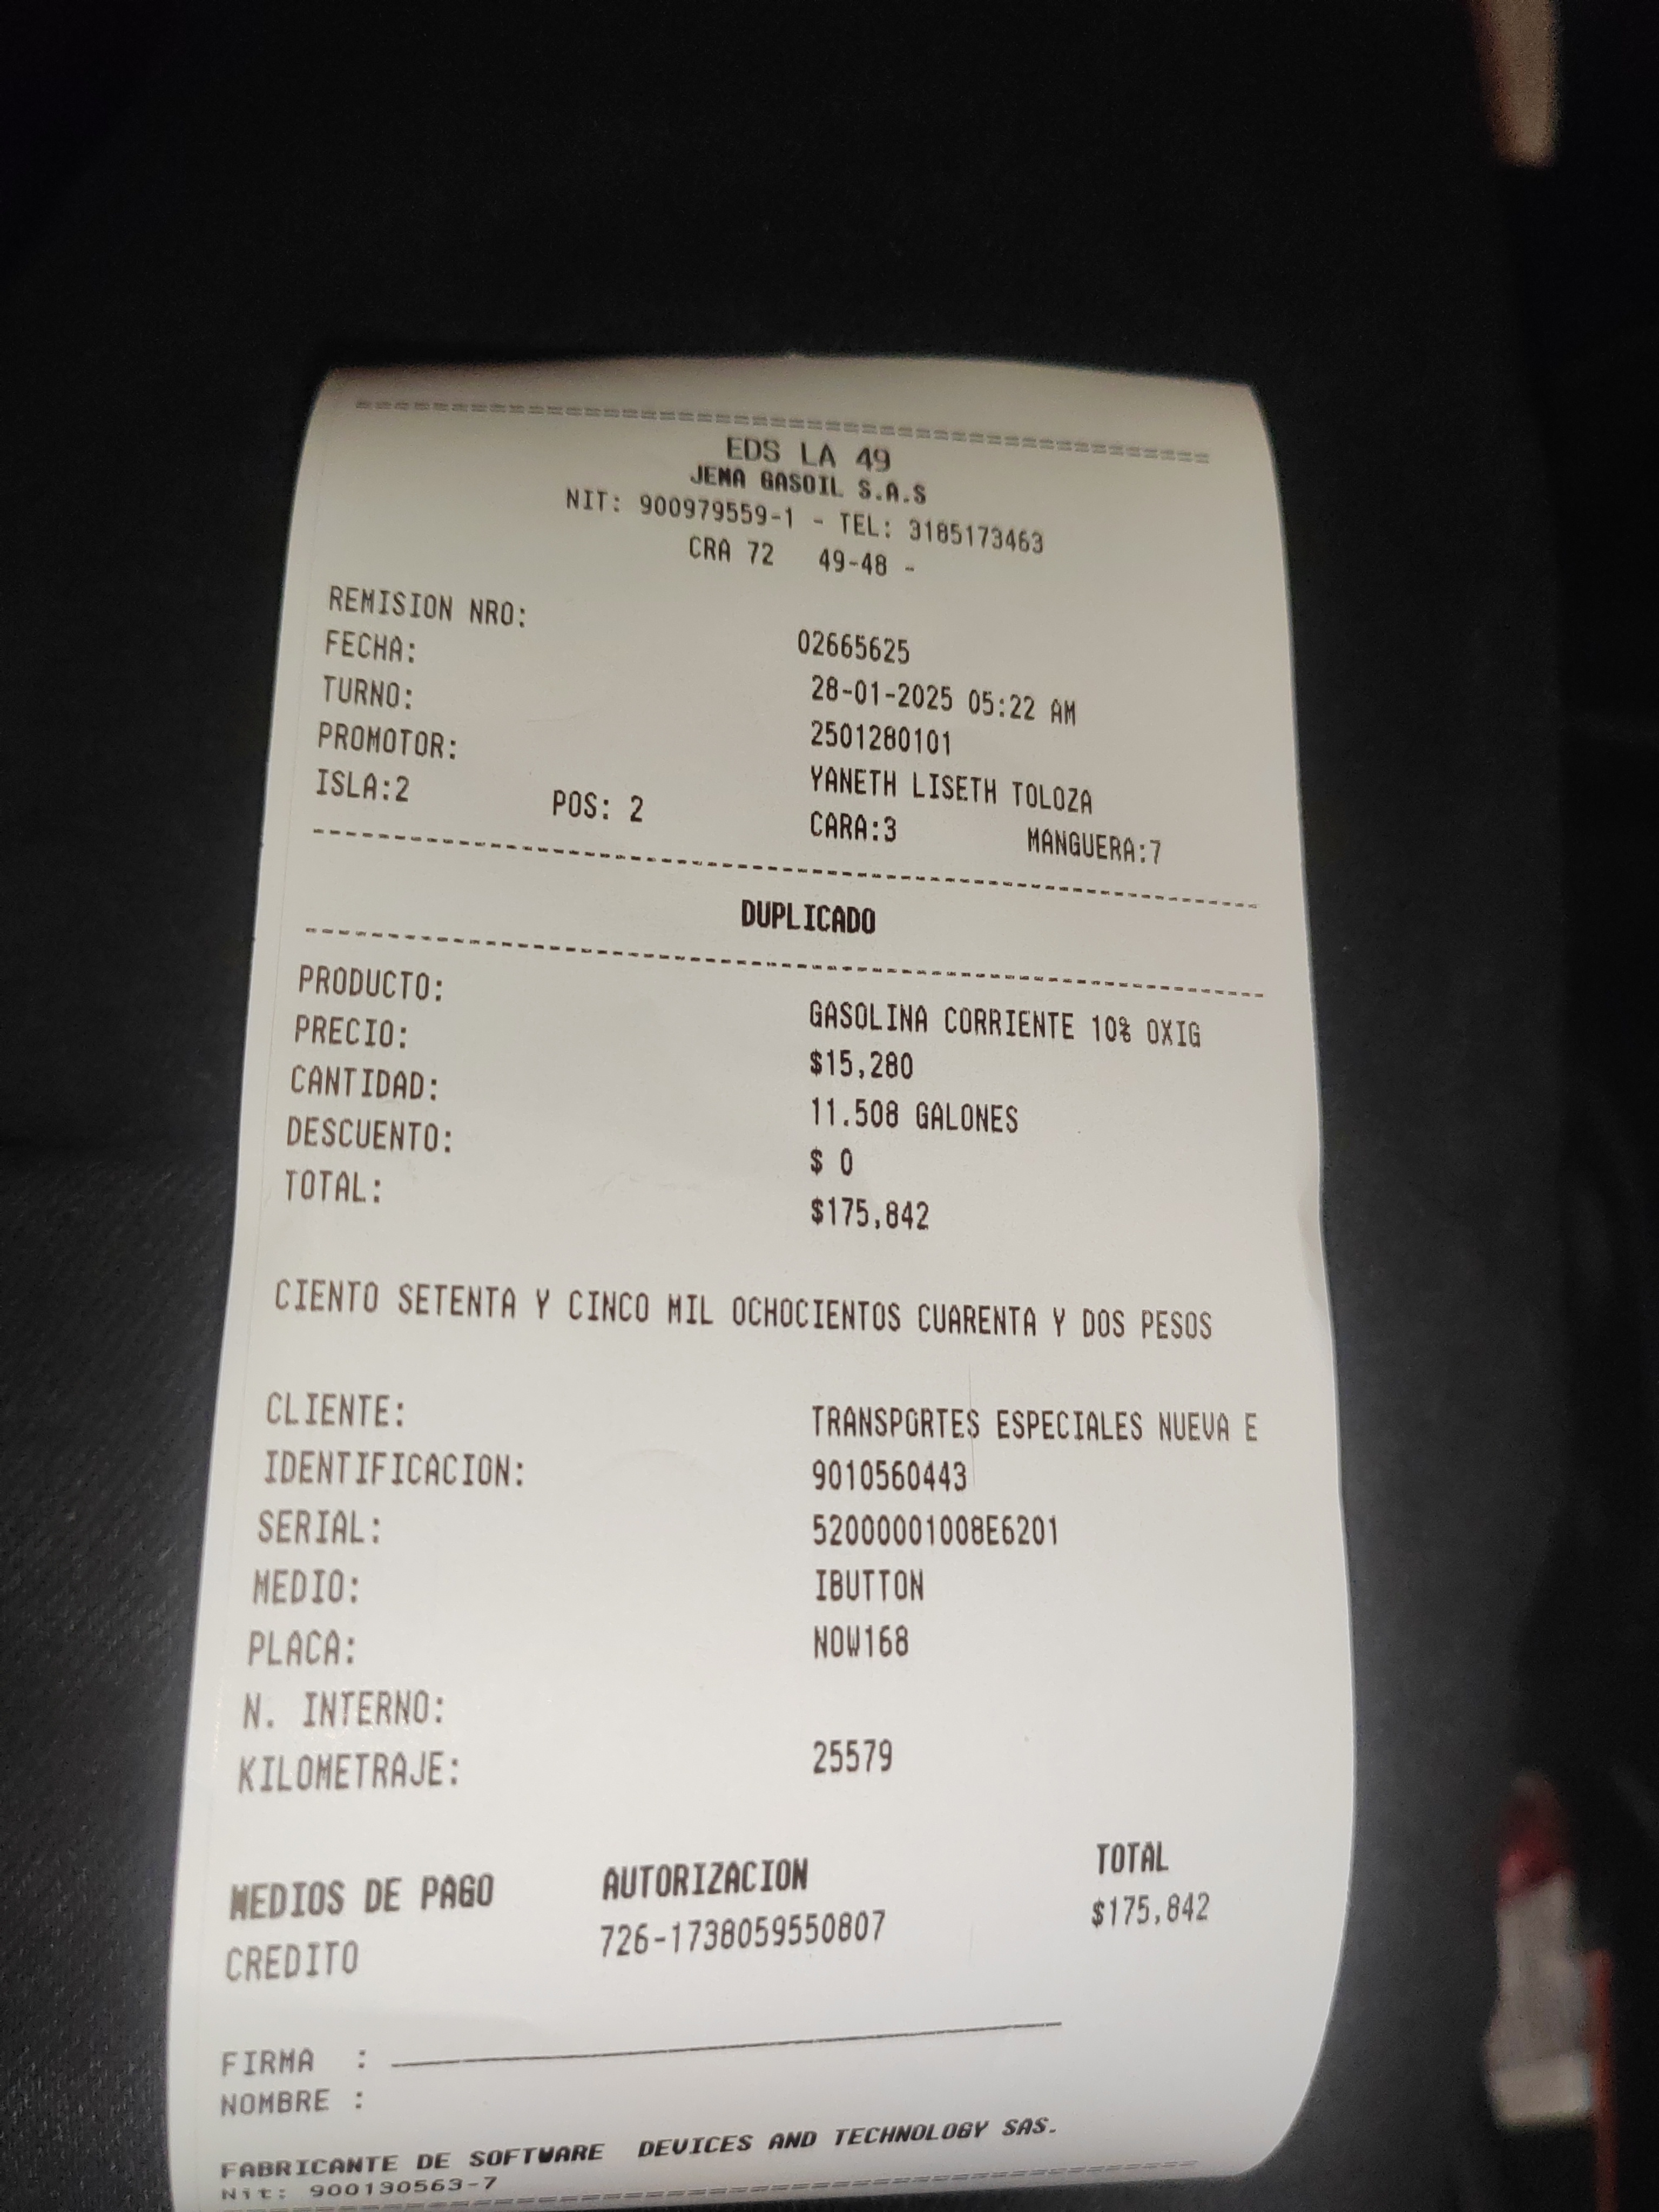 EDS LA 49
JEMA GASOIL S.A.S
NIT: 900979559-1 - TEL: 3185173463
CRA 72 49-48 -
REMISION NRO: 02665625
FECHA: 28-01-2025 05:22 AM
TURNO: 2501280101
PROMOTOR: YANETH LISETH TOLOZA
ISLA:2 POS: 2 CARA:3 MANGUERA:7
DUPLICADO
PRODUCTO: GASOLINA CORRIENTE 10% OXIG
PRECIO: $15,280
CANTIDAD: 11.508 GALONES
DESCUENTO: $ 0
TOTAL: $175,842
CIENTO SETENTA Y CINCO MIL OCHOCIENTOS CUARENTA Y DOS PESOS
CLIENTE: TRANSPORTES ESPECIALES NUEVA E
IDENTIFICACION: 9010560443
SERIAL: 52000001008E6201
MEDIO: IBUTTON
PLACA: NOW168
N. INTERNO:
KILOMETRAJE: 25579
MEDIOS DE PAGO AUTORIZACION TOTAL
CREDITO 726-1738059550807 $175,842
FIRMA :
NOMBRE :
FABRICANTE DE SOFTWARE DEVICES AND TECHNOLOGY SAS.
Nit: 900130563-7